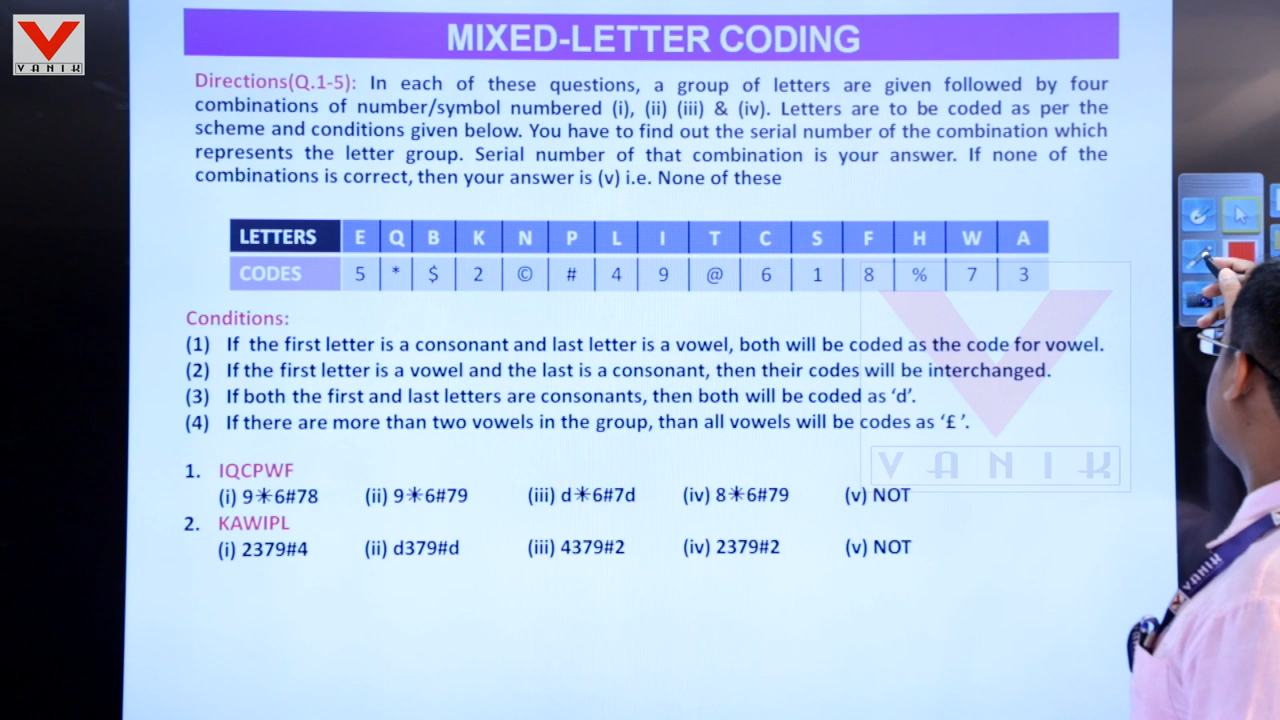 VANIK
MIXED-LETTER CODING
Directions(Q.1-5): In each of these questions, a group of letters are given followed by four
combinations of number/symbol numbered (i), (ii) (iii) & (iv). Letters are to be coded as per the
scheme and conditions given below. You have to find out the serial number of the combination which
represents the letter group. Serial number of that combination is your answer. If none of the
combinations is correct, then your answer is (v) i.e. None of these
LETTERS E Q B K N P L I T C S F H W A
CODES 5 * $ 2 © # 4 9 @ 6 1 8 % 7 3
Conditions:
(1) If the first letter is a consonant and last letter is a vowel, both will be coded as the code for vowel.
(2) If the first letter is a vowel and the last is a consonant, then their codes will be interchanged.
(3) If both the first and last letters are consonants, then both will be coded as ‘d’.
(4) If there are more than two vowels in the group, than all vowels will be codes as ‘£ ’.
VANIK
1. IQCPWF
(i) 9✳6#78 (ii) 9✳6#79 (iii) d✳6#7d (iv) 8✳6#79 (v) NOT
2. KAWIPL
(i) 2379#4 (ii) d379#d (iii) 4379#2 (iv) 2379#2 (v) NOT
VANIK